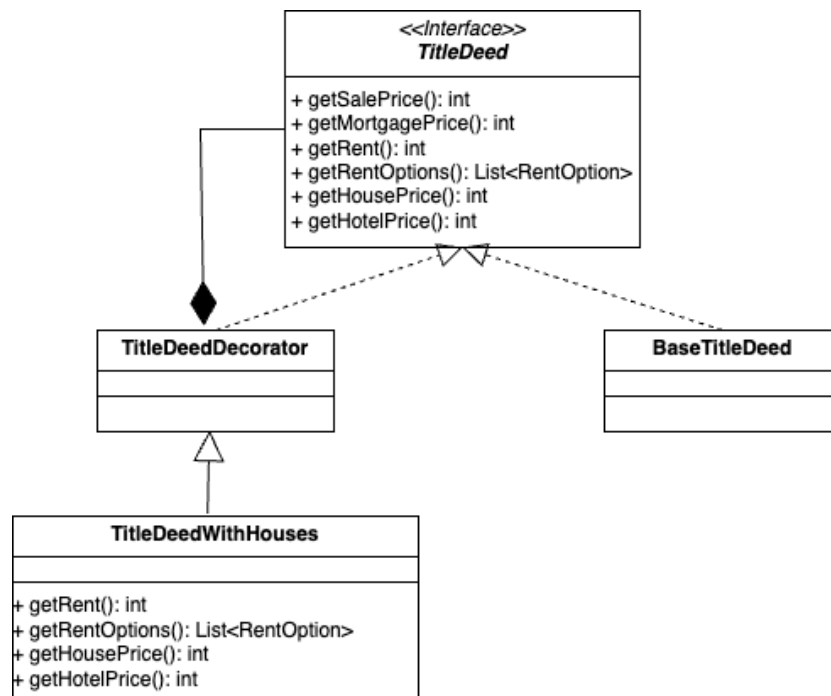 <<Interface>>
TitleDeed
+ getSalePrice(): int
+ getMortgagePrice(): int
+ getRent(): int
+ getRentOptions(): List<RentOption>
+ getHousePrice(): int
+ getHotelPrice(): int
TitleDeedDecorator
BaseTitleDeed
TitleDeedWithHouses
+ getRent(): int
+ getRentOptions(): List<RentOption>
+ getHousePrice(): int
+ getHotelPrice(): int